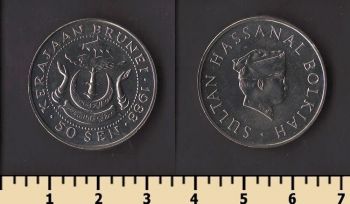 KERAJAAN BRUNEI · 1988
· 50 SEN ·
SULTAN HASSANAL BOLKIAH
1 2 3 4 5 6 7